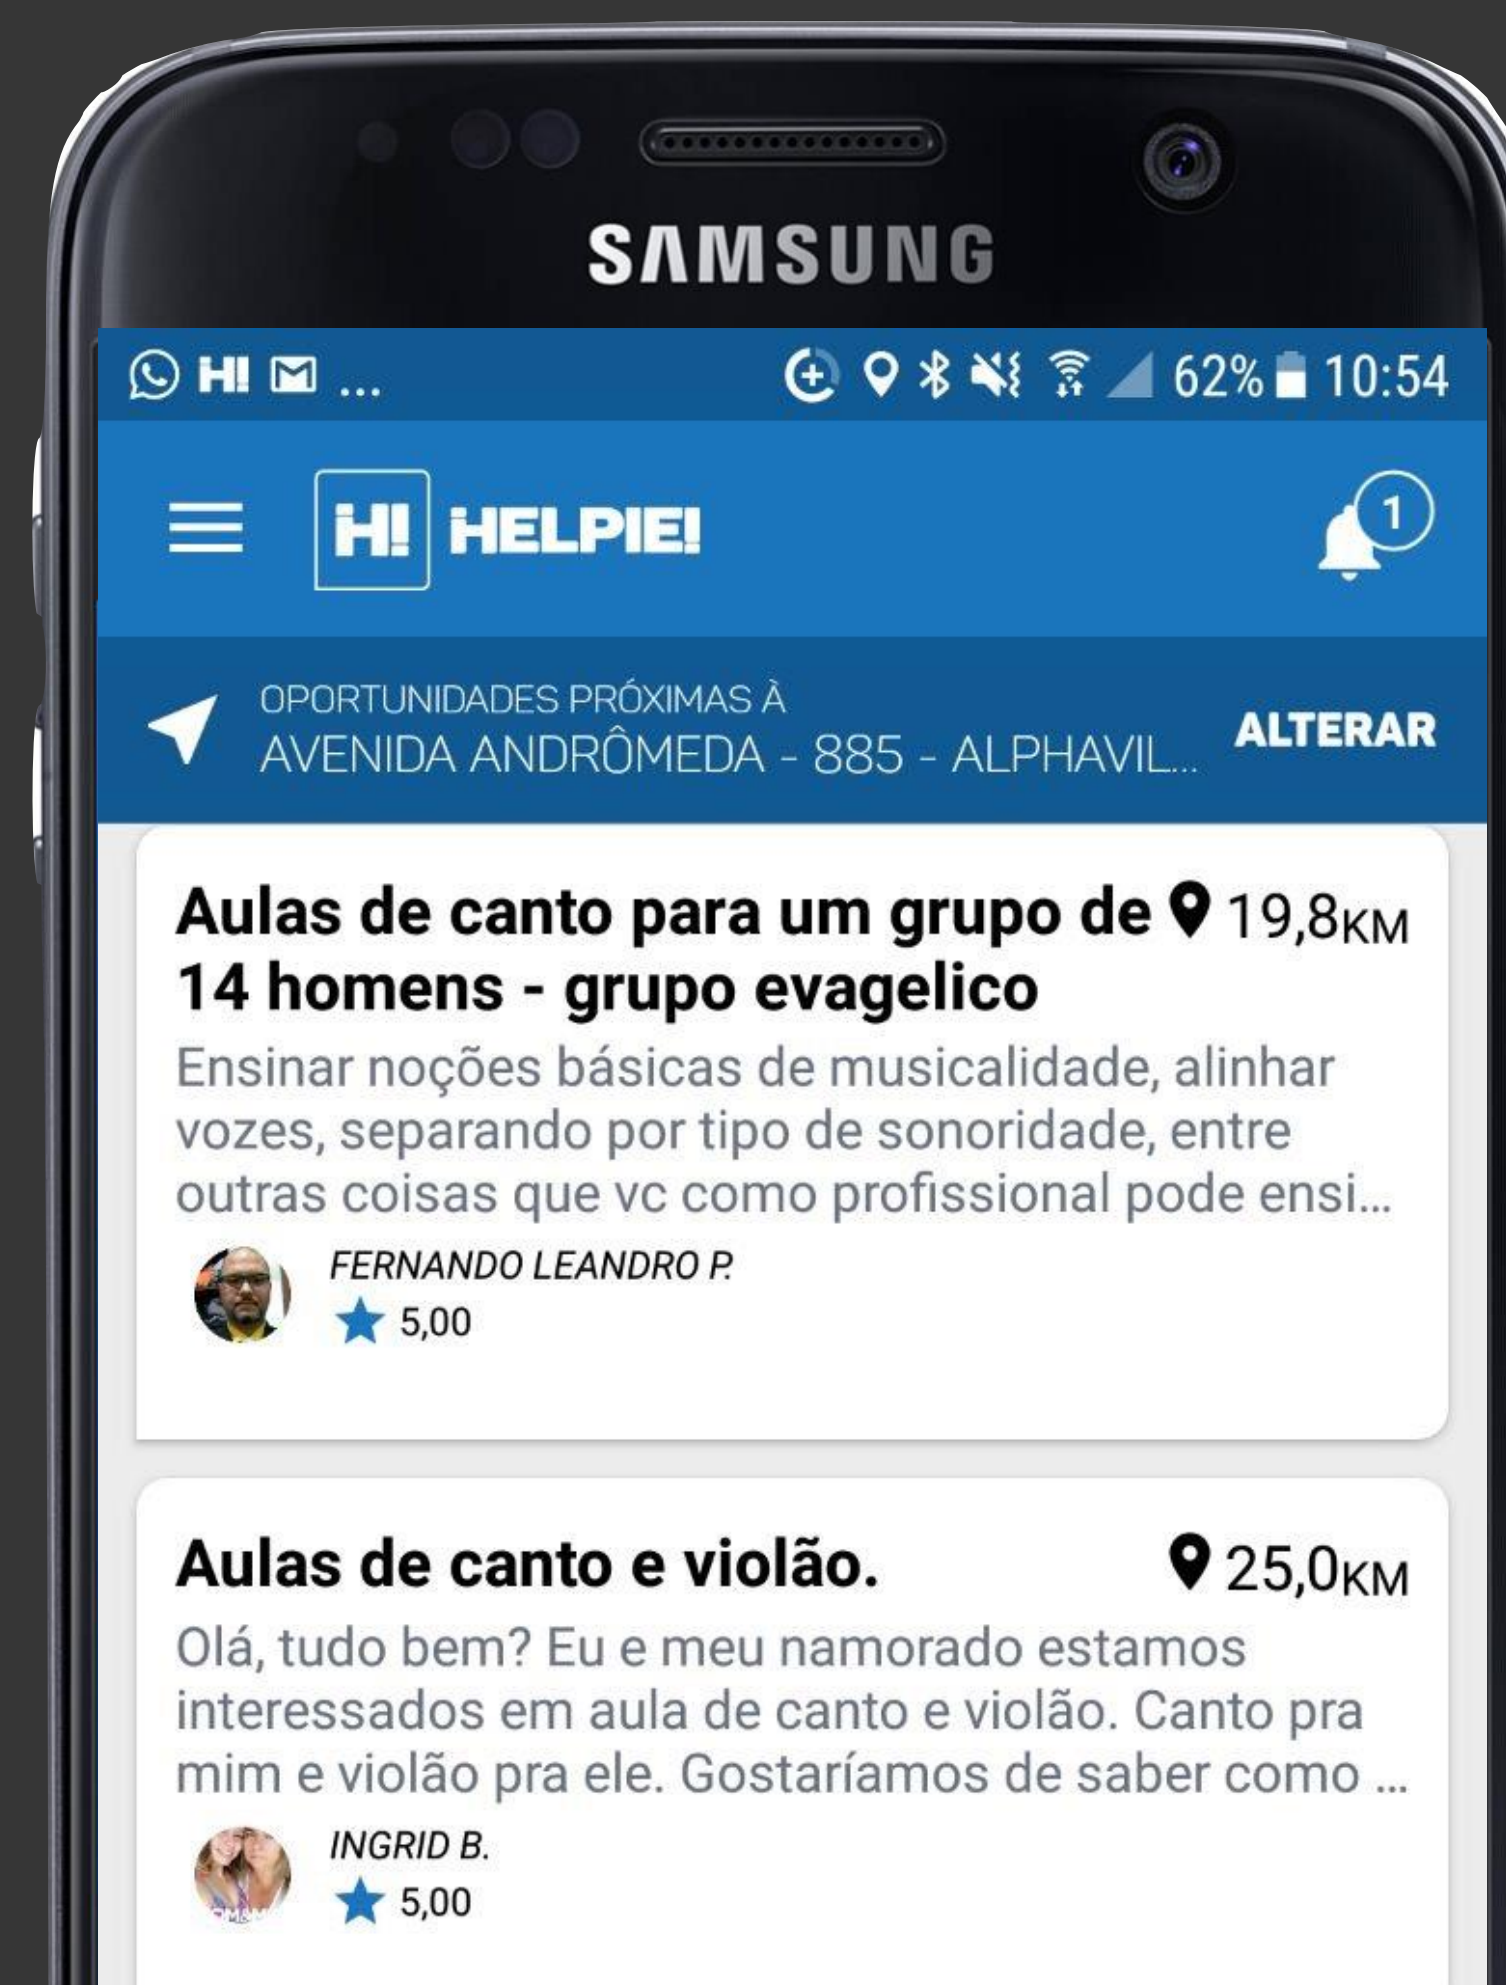 SAMSUNG
HI! ... 62% 10:54
HI! HELPIE! 1
OPORTUNIDADES PRÓXIMAS À
AVENIDA ANDRÔMEDA - 885 - ALPHAVIL... ALTERAR
Aulas de canto para um grupo de 19,8KM
14 homens - grupo evagelico
Ensinar noções básicas de musicalidade, alinhar
vozes, separando por tipo de sonoridade, entre
outras coisas que vc como profissional pode ensi...
FERNANDO LEANDRO P.
5,00
Aulas de canto e violão. 25,0KM
Olá, tudo bem? Eu e meu namorado estamos
interessados em aula de canto e violão. Canto pra
mim e violão pra ele. Gostaríamos de saber como ...
INGRID B.
5,00